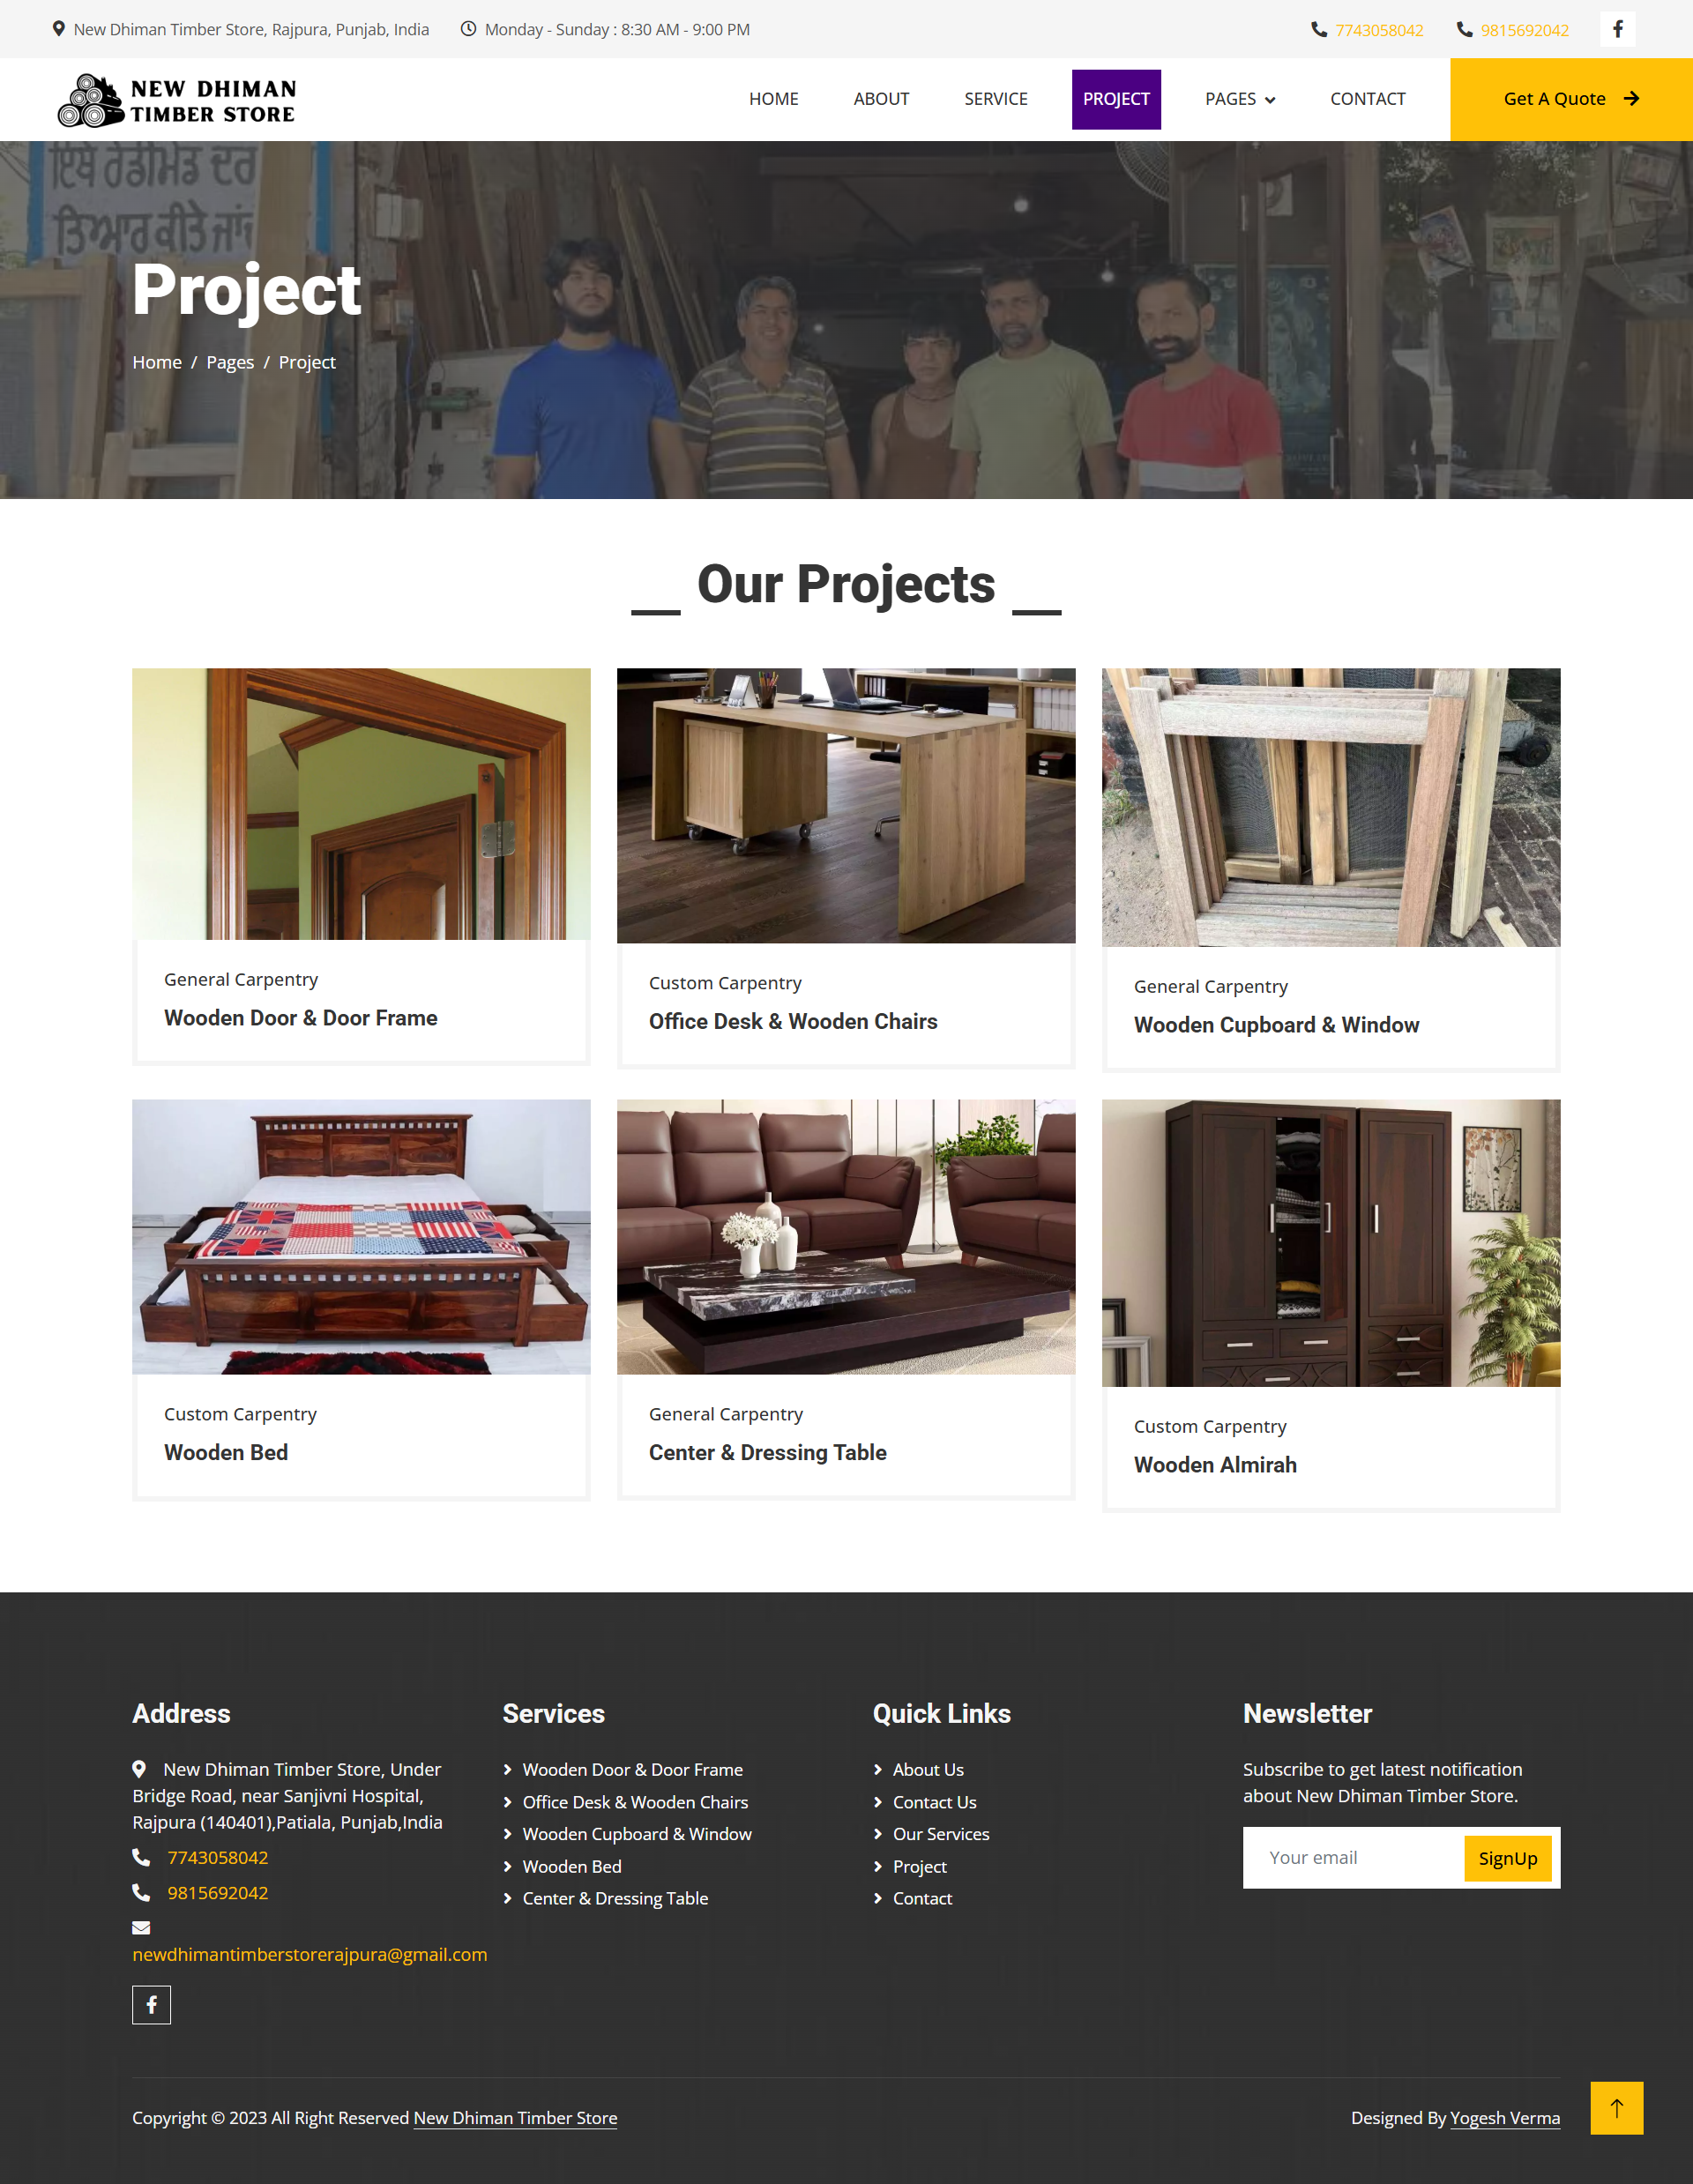 New Dhiman Timber Store, Rajpura, Punjab, India
Monday - Sunday : 8:30 AM - 9:00 PM
7743058042
9815692042
NEW DHIMAN
TIMBER STORE
HOME
ABOUT
SERVICE
PROJECT
PAGES
CONTACT
Get A Quote
ਇਥੇ ਰੇਡੀਮੇਡ ਦਰ
ਤਿਆਰ ਕੀਤੇ ਜਾਂ
Project
Home / Pages / Project
Our Projects
General Carpentry
Wooden Door & Door Frame
Custom Carpentry
Office Desk & Wooden Chairs
General Carpentry
Wooden Cupboard & Window
Custom Carpentry
Wooden Bed
General Carpentry
Center & Dressing Table
Custom Carpentry
Wooden Almirah
Address
New Dhiman Timber Store, Under
Bridge Road, near Sanjivni Hospital,
Rajpura (140401),Patiala, Punjab,India
7743058042
9815692042
newdhimantimberstorerajpura@gmail.com
Services
Wooden Door & Door Frame
Office Desk & Wooden Chairs
Wooden Cupboard & Window
Wooden Bed
Center & Dressing Table
Quick Links
About Us
Contact Us
Our Services
Project
Contact
Newsletter
Subscribe to get latest notification
about New Dhiman Timber Store.
Your email
SignUp
Copyright © 2023 All Right Reserved New Dhiman Timber Store
Designed By Yogesh Verma